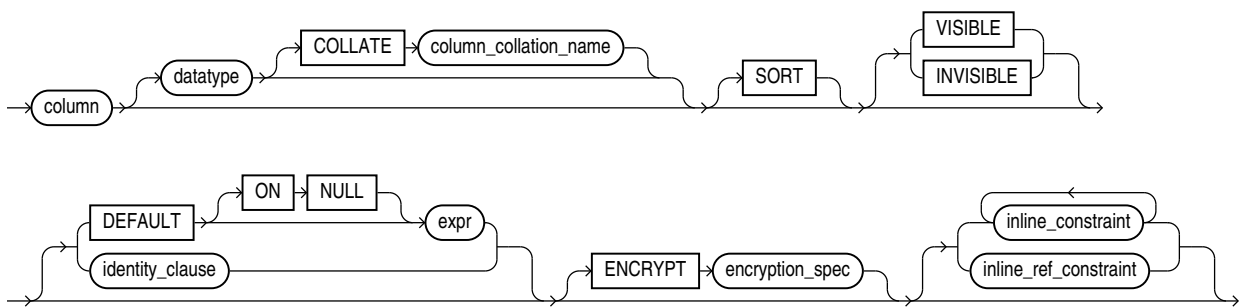 COLLATE column_collation_name
VISIBLE
datatype SORT INVISIBLE
column
ON NULL
DEFAULT expr inline_constraint
identity_clause ENCRYPT encryption_spec inline_ref_constraint